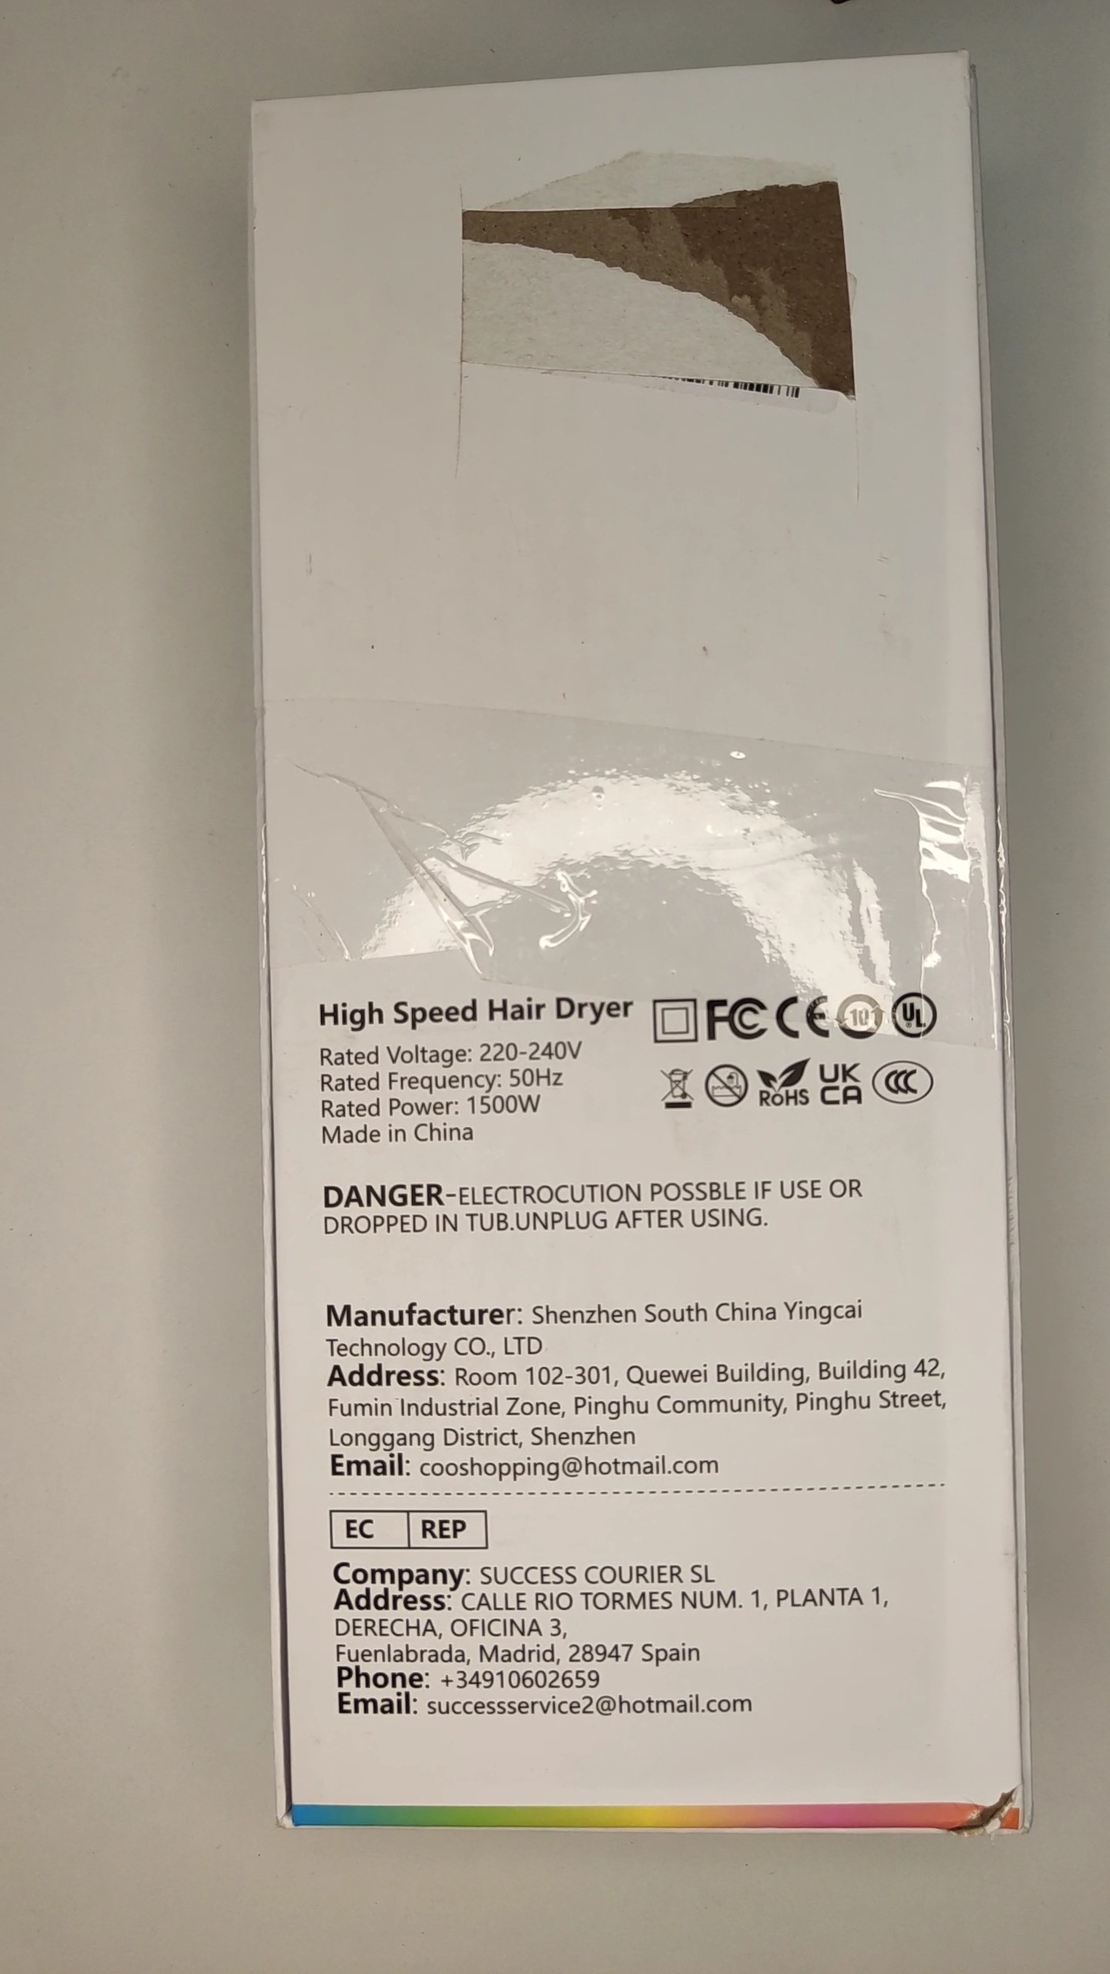 High Speed Hair Dryer
FC CE 10 UL
Rated Voltage: 220-240V
Rated Frequency: 50Hz
Rated Power: 1500W
Made in China
RoHS UK CA CCC
DANGER-ELECTROCUTION POSSBLE IF USE OR
DROPPED IN TUB.UNPLUG AFTER USING.
Manufacturer: Shenzhen South China Yingcai
Technology CO., LTD
Address: Room 102-301, Quewei Building, Building 42,
Fumin Industrial Zone, Pinghu Community, Pinghu Street,
Longgang District, Shenzhen
Email: cooshopping@hotmail.com
EC REP
Company: SUCCESS COURIER SL
Address: CALLE RIO TORMES NUM. 1, PLANTA 1,
DERECHA, OFICINA 3,
Fuenlabrada, Madrid, 28947 Spain
Phone: +34910602659
Email: successservice2@hotmail.com